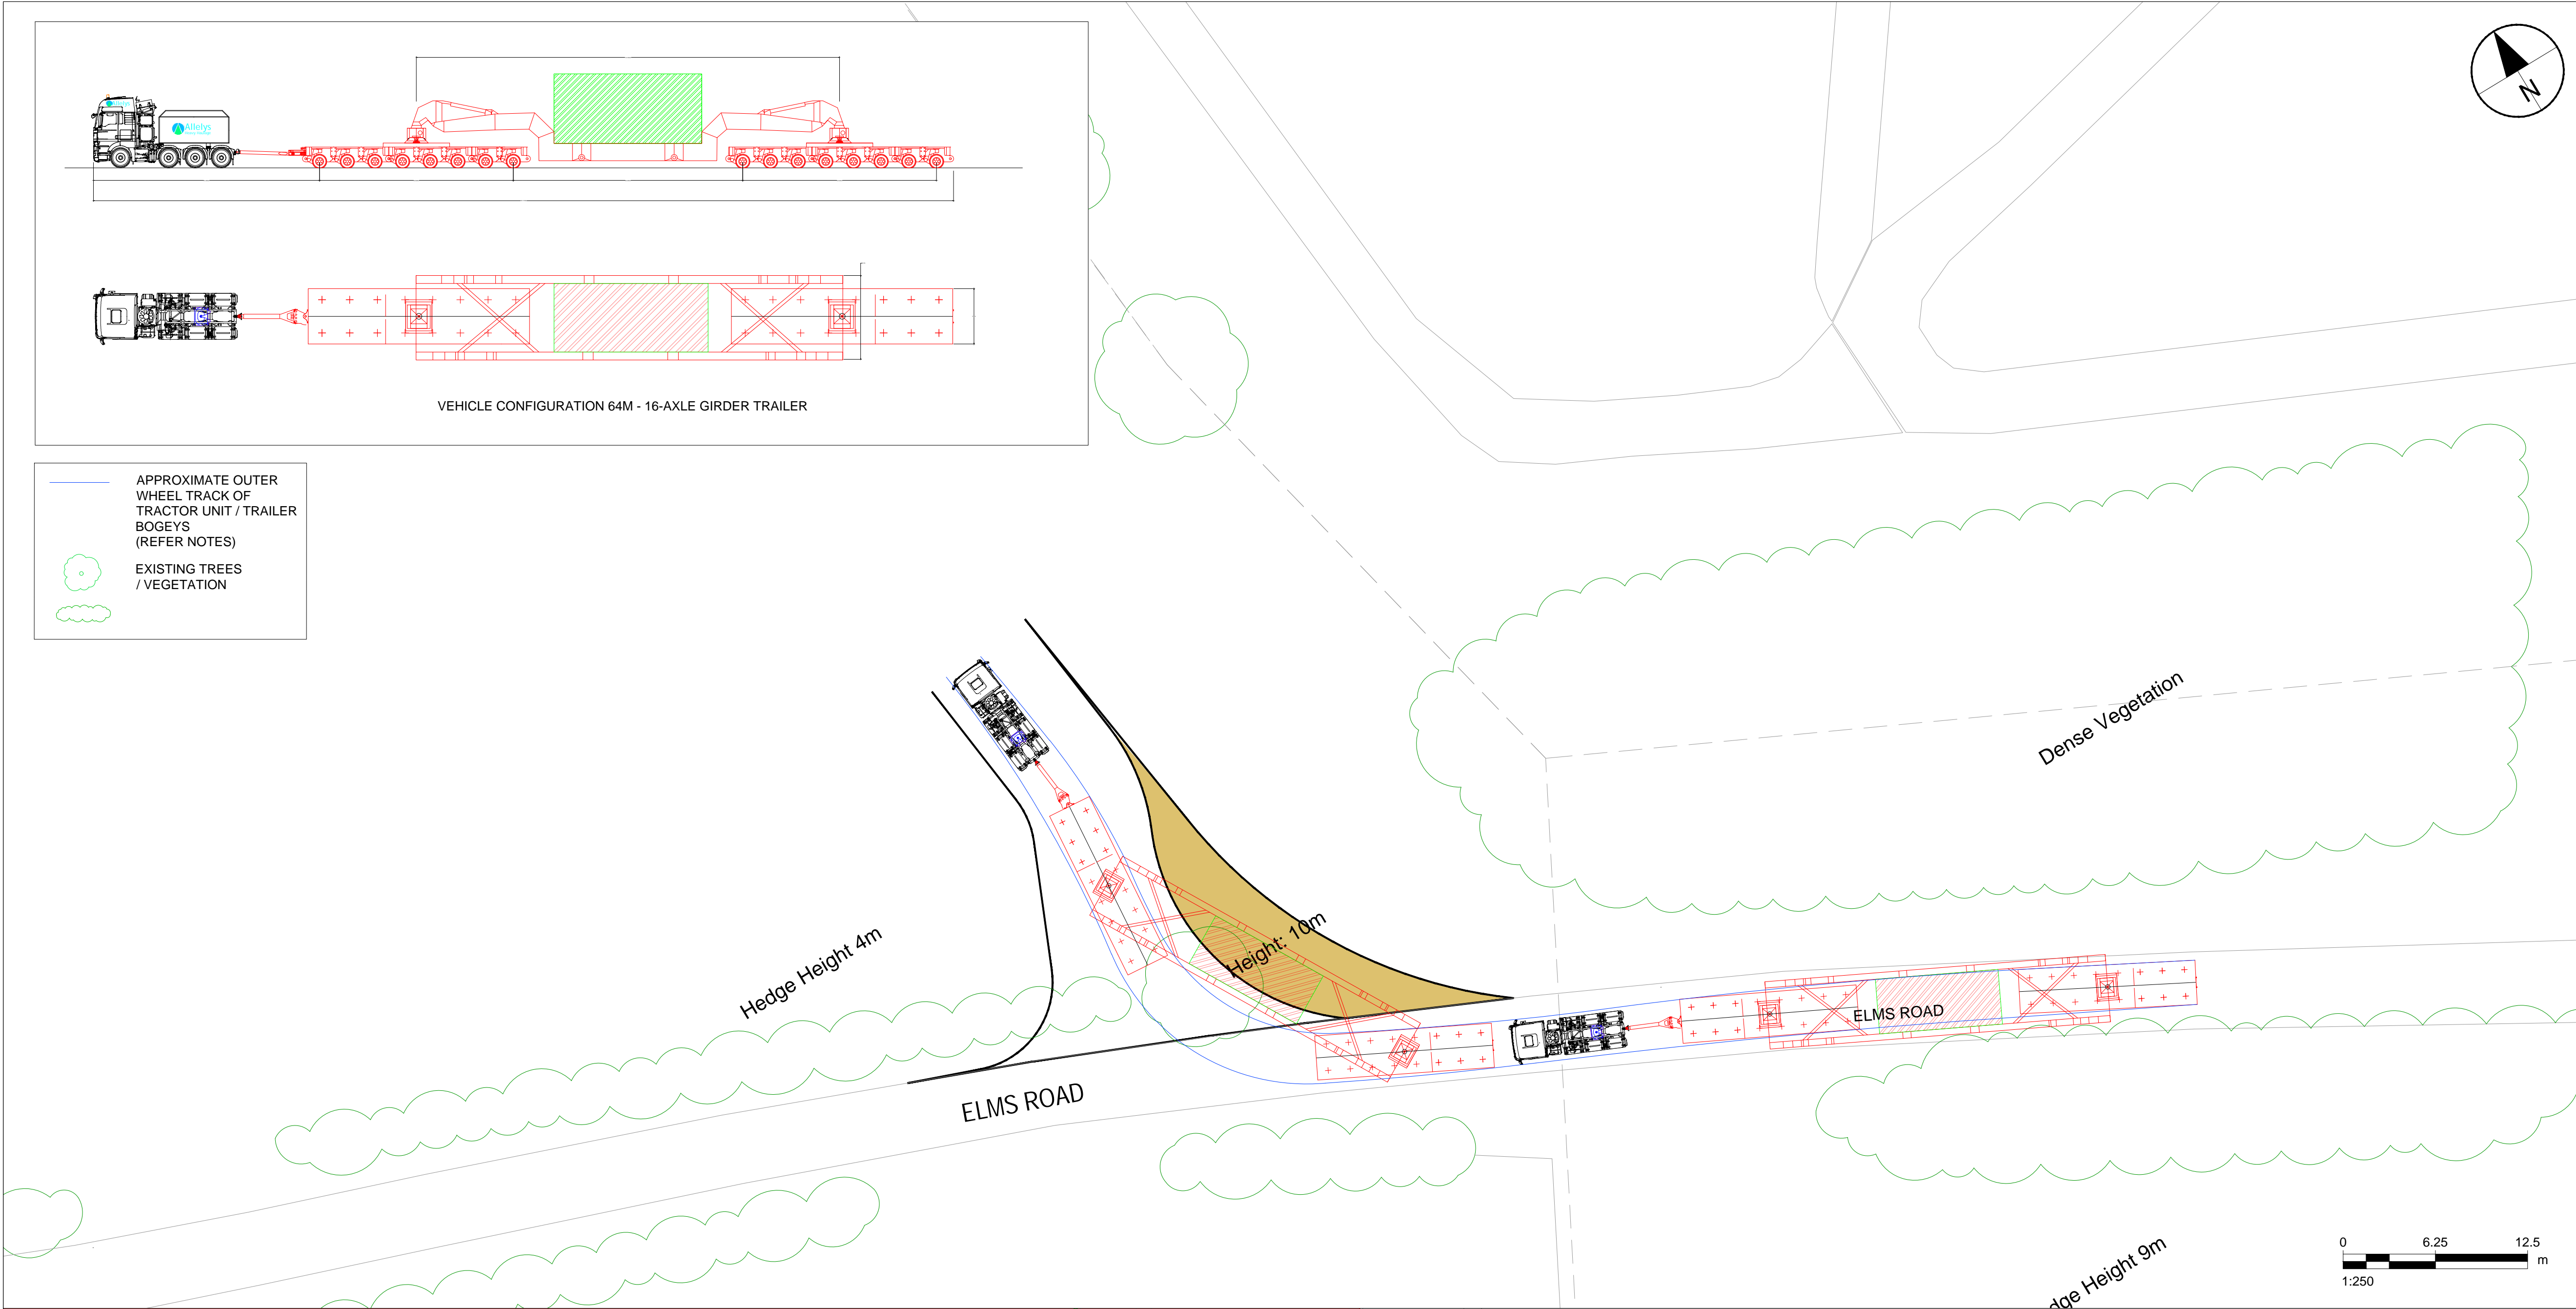 Allelys
Allelys
VEHICLE CONFIGURATION 64M - 16-AXLE GIRDER TRAILER
N
APPROXIMATE OUTER
WHEEL TRACK OF
TRACTOR UNIT / TRAILER
BOGEYS
(REFER NOTES)
EXISTING TREES
/ VEGETATION
Dense Vegetation
Hedge Height 4m
Height: 10m
ELMS ROAD
ELMS ROAD
dge Height 9m
0 6.25 12.5
m
1:250